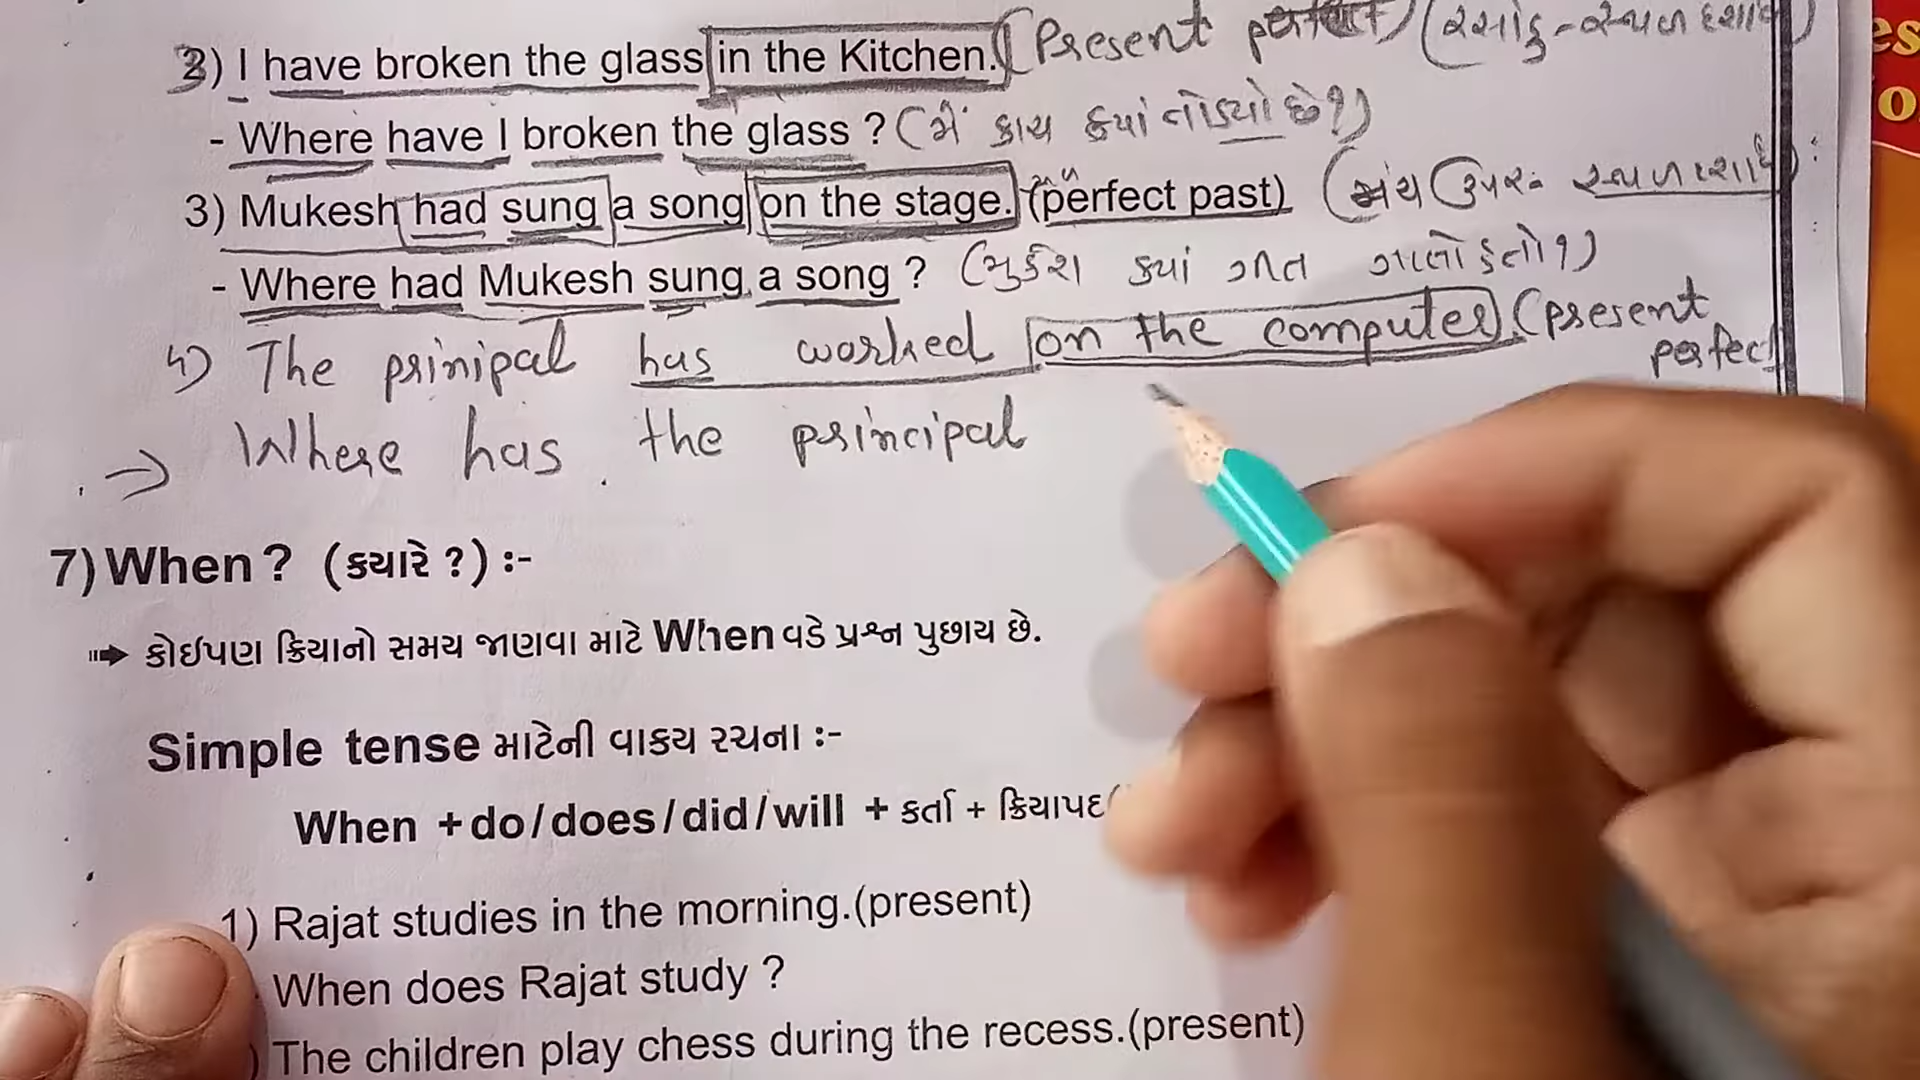 3) I have broken the glass in the Kitchen. (Present perfect)
- Where have I broken the glass ? (મેં કાચ ક્યાં તોડ્યો છે?)
3) Mukesh had sung a song on the stage. (perfect past)
- Where had Mukesh sung a song ? (મુકેશ ક્યાં ગીત
4) The prinipal has worked on the computer. (present perfect
→ Where has the principal
7) When ? (ક્યારે ?) :-
➠ કોઈપણ ક્રિયાનો સમય જાણવા માટે When વડે પ્રશ્ન પુછાય છે.
Simple tense માટેની વાક્ય રચના :-
When + do / does / did / will + કર્તા + ક્રિયાપદ(
1) Rajat studies in the morning.(present)
When does Rajat study ?
) The children play chess during the recess.(present)